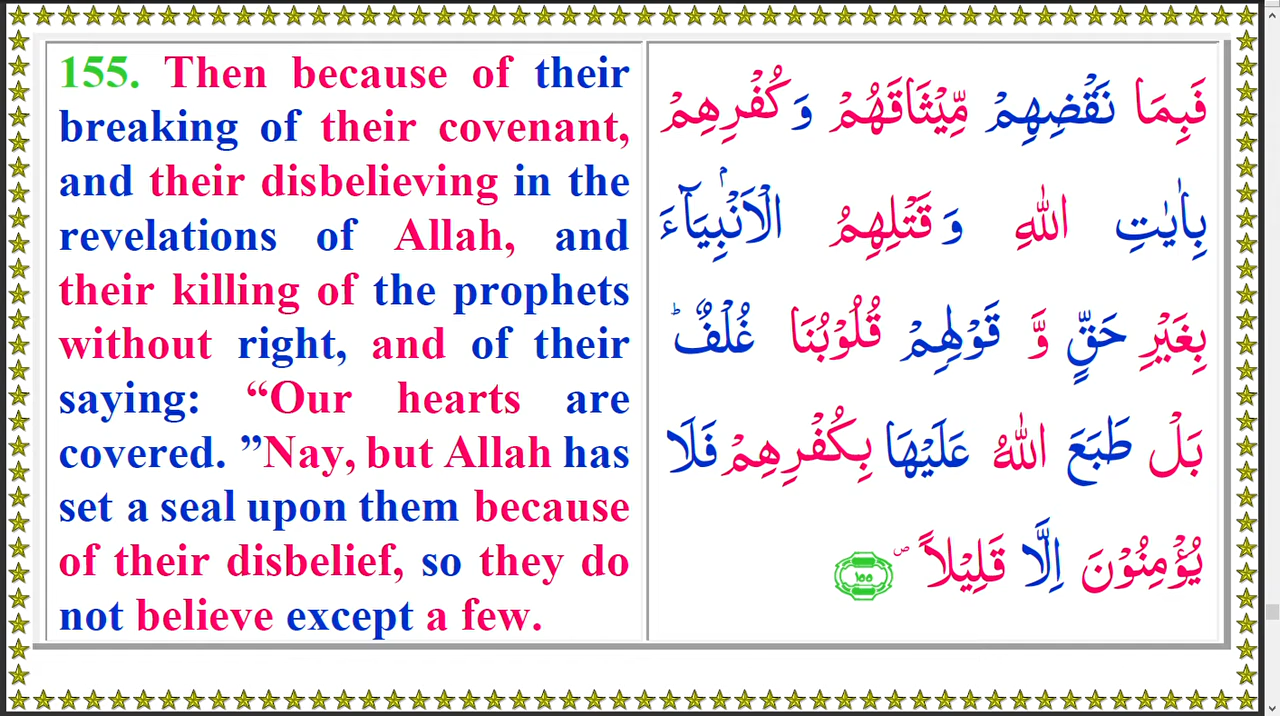 155. Then because of their
breaking of their covenant,
and their disbelieving in the
revelations of Allah, and
their killing of the prophets
without right, and of their
saying: “Our hearts are
covered. ”Nay, but Allah has
set a seal upon them because
of their disbelief, so they do
not believe except a few.
فَبِمَا نَقْضِهِمْ مِّيْثَاقَهُمْ وَ كُفْرِهِمْ
بِاٰيٰتِ اللّٰهِ وَ قَتْلِهِمُ الْاَنْۢبِيَآءَ
بِغَيْرِ حَقٍّ وَّ قَوْلِهِمْ قُلُوْبُنَا غُلْفٌ ؕ
بَلْ طَبَعَ اللّٰهُ عَلَيْهَا بِكُفْرِهِمْ فَلَا
يُؤْمِنُوْنَ اِلَّا قَلِيْلًا ۪ ١٥٥